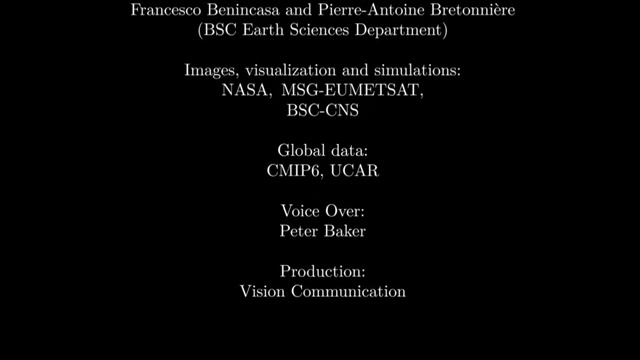 Francesco Benincasa and Pierre-Antoine Bretonnière
(BSC Earth Sciences Department)
Images, visualization and simulations:
NASA, MSG-EUMETSAT,
BSC-CNS
Global data:
CMIP6, UCAR
Voice Over:
Peter Baker
Production:
Vision Communication